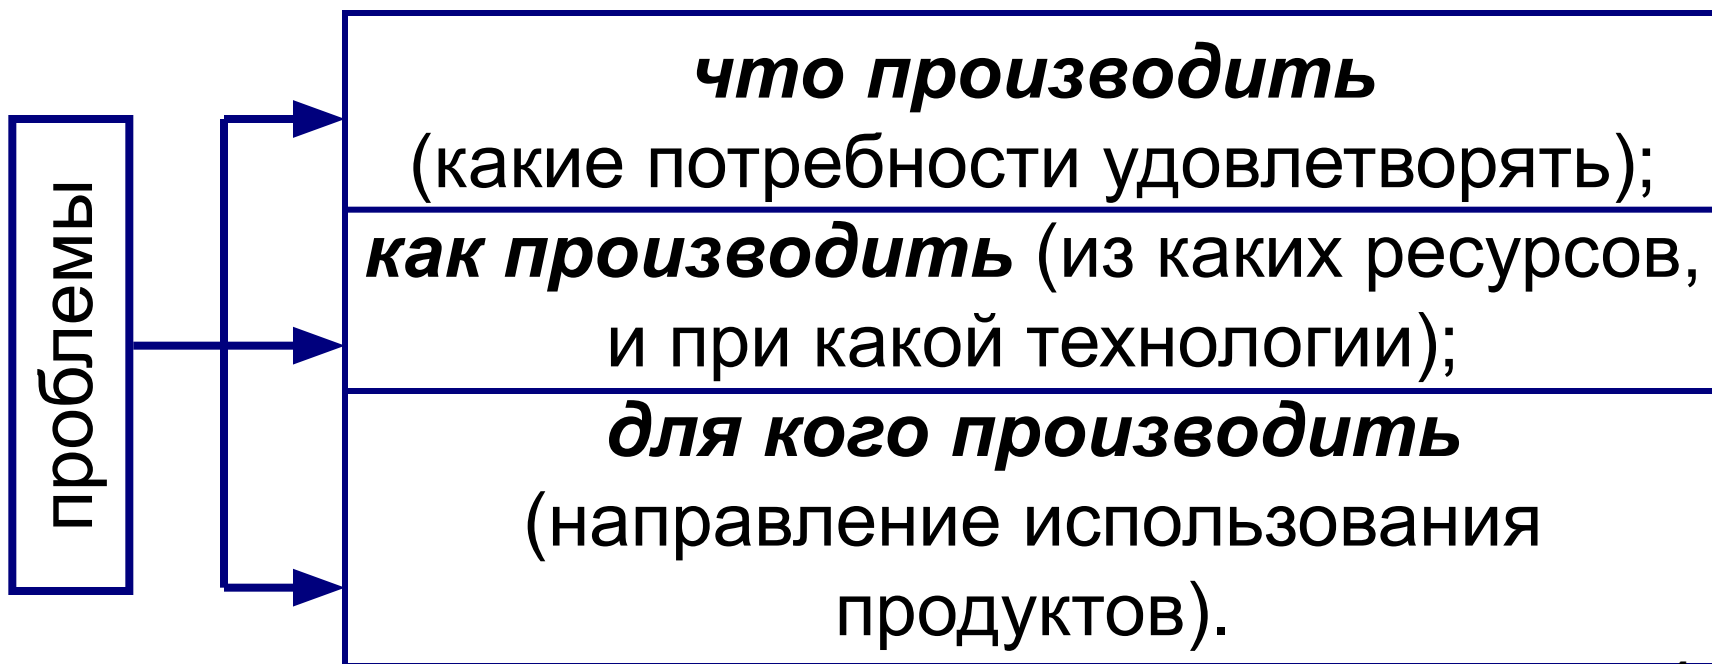 проблемы
что производить
(какие потребности удовлетворять);
как производить (из каких ресурсов,
и при какой технологии);
для кого производить
(направление использования
продуктов).